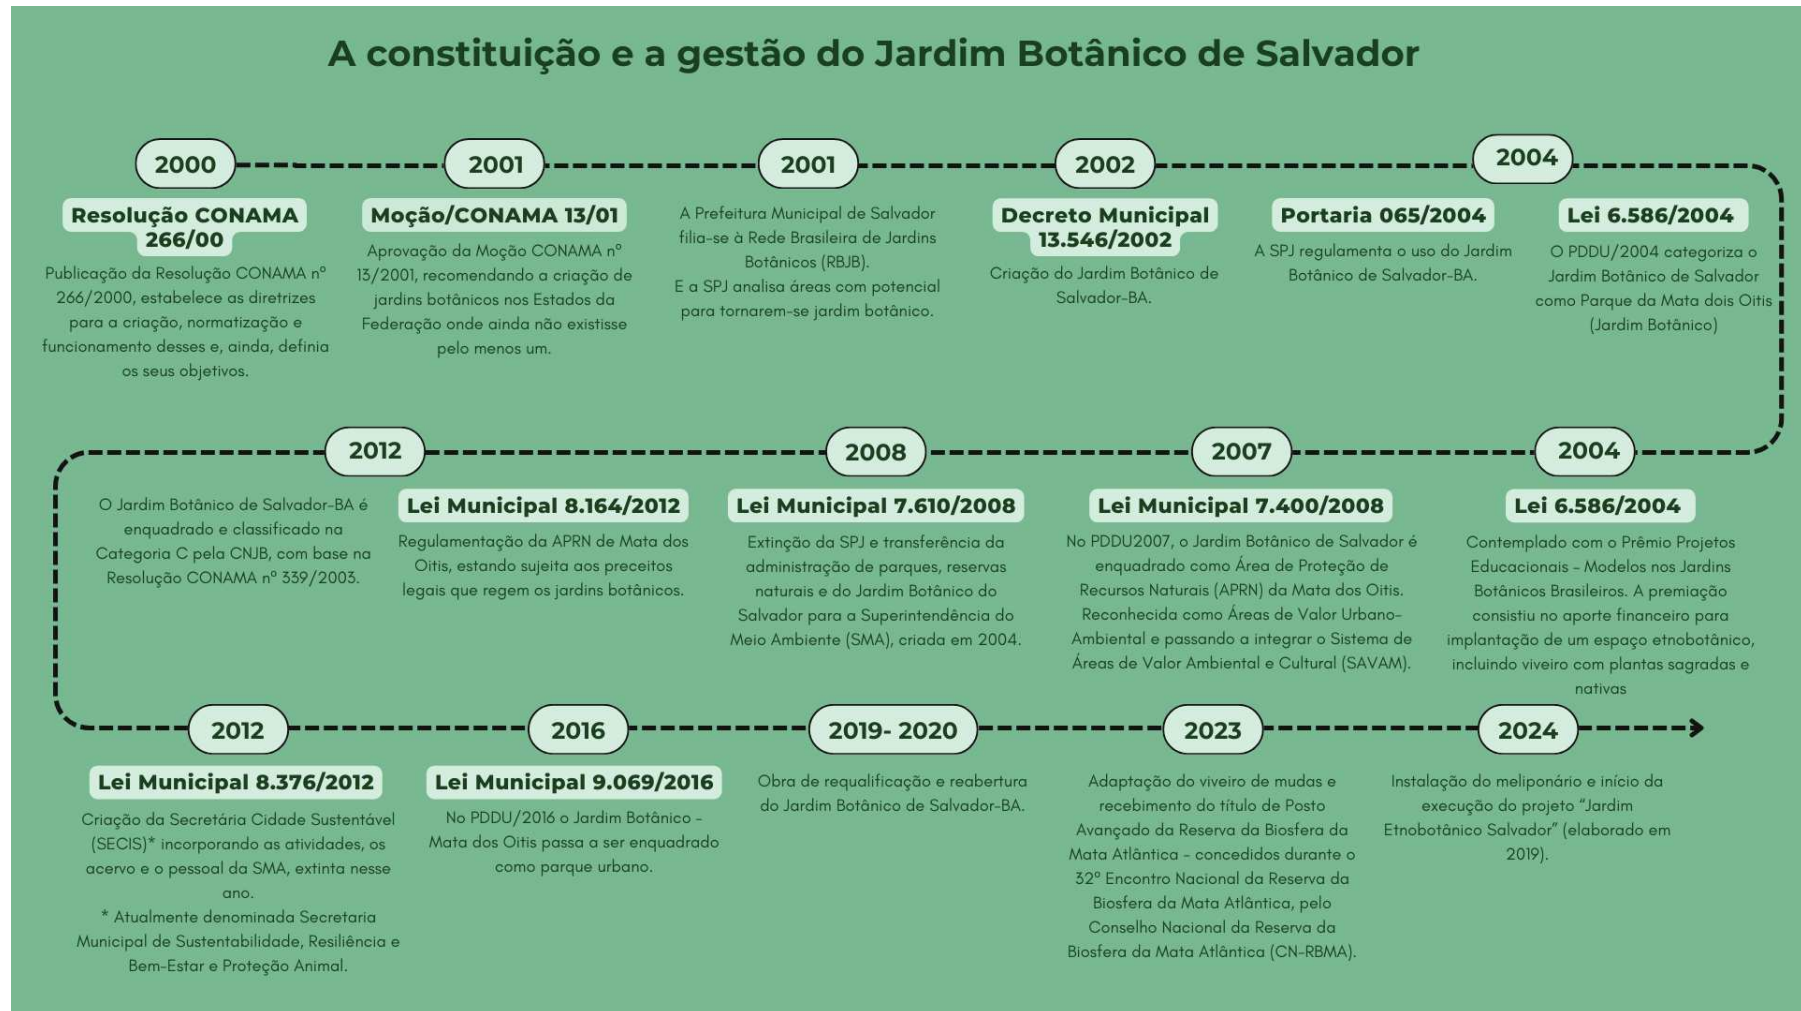 A constituição e a gestão do Jardim Botânico de Salvador
2000
Resolução CONAMA
266/00
Publicação da Resolução CONAMA nº
266/2000, estabelece as diretrizes
para a criação, normatização e
funcionamento desses e, ainda, definia
os seus objetivos.
2001
Moção/CONAMA 13/01
Aprovação da Moção CONAMA nº
13/2001, recomendando a criação de
jardins botânicos nos Estados da
Federação onde ainda não existisse
pelo menos um.
2001
A Prefeitura Municipal de Salvador
filia-se à Rede Brasileira de Jardins
Botânicos (RBJB).
E a SPJ analisa áreas com potencial
para tornarem-se jardim botânico.
2002
Decreto Municipal
13.546/2002
Criação do Jardim Botânico de
Salvador-BA.
2004
Portaria 065/2004
A SPJ regulamenta o uso do Jardim
Botânico de Salvador-BA.
Lei 6.586/2004
O PDDU/2004 categoriza o
Jardim Botânico de Salvador
como Parque da Mata dois Oitis
(Jardim Botânico)
2004
Lei 6.586/2004
Contemplado com o Prêmio Projetos
Educacionais - Modelos nos Jardins
Botânicos Brasileiros. A premiação
consistiu no aporte financeiro para
implantação de um espaço etnobotânico,
incluindo viveiro com plantas sagradas e
nativas
2007
Lei Municipal 7.400/2008
No PDDU2007, o Jardim Botânico de Salvador é
enquadrado como Área de Proteção de
Recursos Naturais (APRN) da Mata dos Oitis.
Reconhecida como Áreas de Valor Urbano-
Ambiental e passando a integrar o Sistema de
Áreas de Valor Ambiental e Cultural (SAVAM).
2008
Lei Municipal 7.610/2008
Extinção da SPJ e transferência da
administração de parques, reservas
naturais e do Jardim Botânico do
Salvador para a Superintendência do
Meio Ambiente (SMA), criada em 2004.
2012
Lei Municipal 8.164/2012
Regulamentação da APRN de Mata dos
Oitis, estando sujeita aos preceitos
legais que regem os jardins botânicos.
O Jardim Botânico de Salvador-BA é
enquadrado e classificado na
Categoria C pela CNJB, com base na
Resolução CONAMA nº 339/2003.
2012
Lei Municipal 8.376/2012
Criação da Secretária Cidade Sustentável
(SECIS)* incorporando as atividades, os
acervo e o pessoal da SMA, extinta nesse
ano.
* Atualmente denominada Secretaria
Municipal de Sustentabilidade, Resiliência e
Bem-Estar e Proteção Animal.
2016
Lei Municipal 9.069/2016
No PDDU/2016 o Jardim Botânico -
Mata dos Oitis passa a ser enquadrado
como parque urbano.
2019- 2020
Obra de requalificação e reabertura
do Jardim Botânico de Salvador-BA.
2023
Adaptação do viveiro de mudas e
recebimento do título de Posto
Avançado da Reserva da Biosfera da
Mata Atlântica - concedidos durante o
32º Encontro Nacional da Reserva da
Biosfera da Mata Atlântica, pelo
Conselho Nacional da Reserva da
Biosfera da Mata Atlântica (CN-RBMA).
2024
Instalação do meliponário e início da
execução do projeto “Jardim
Etnobotânico Salvador” (elaborado em
2019).